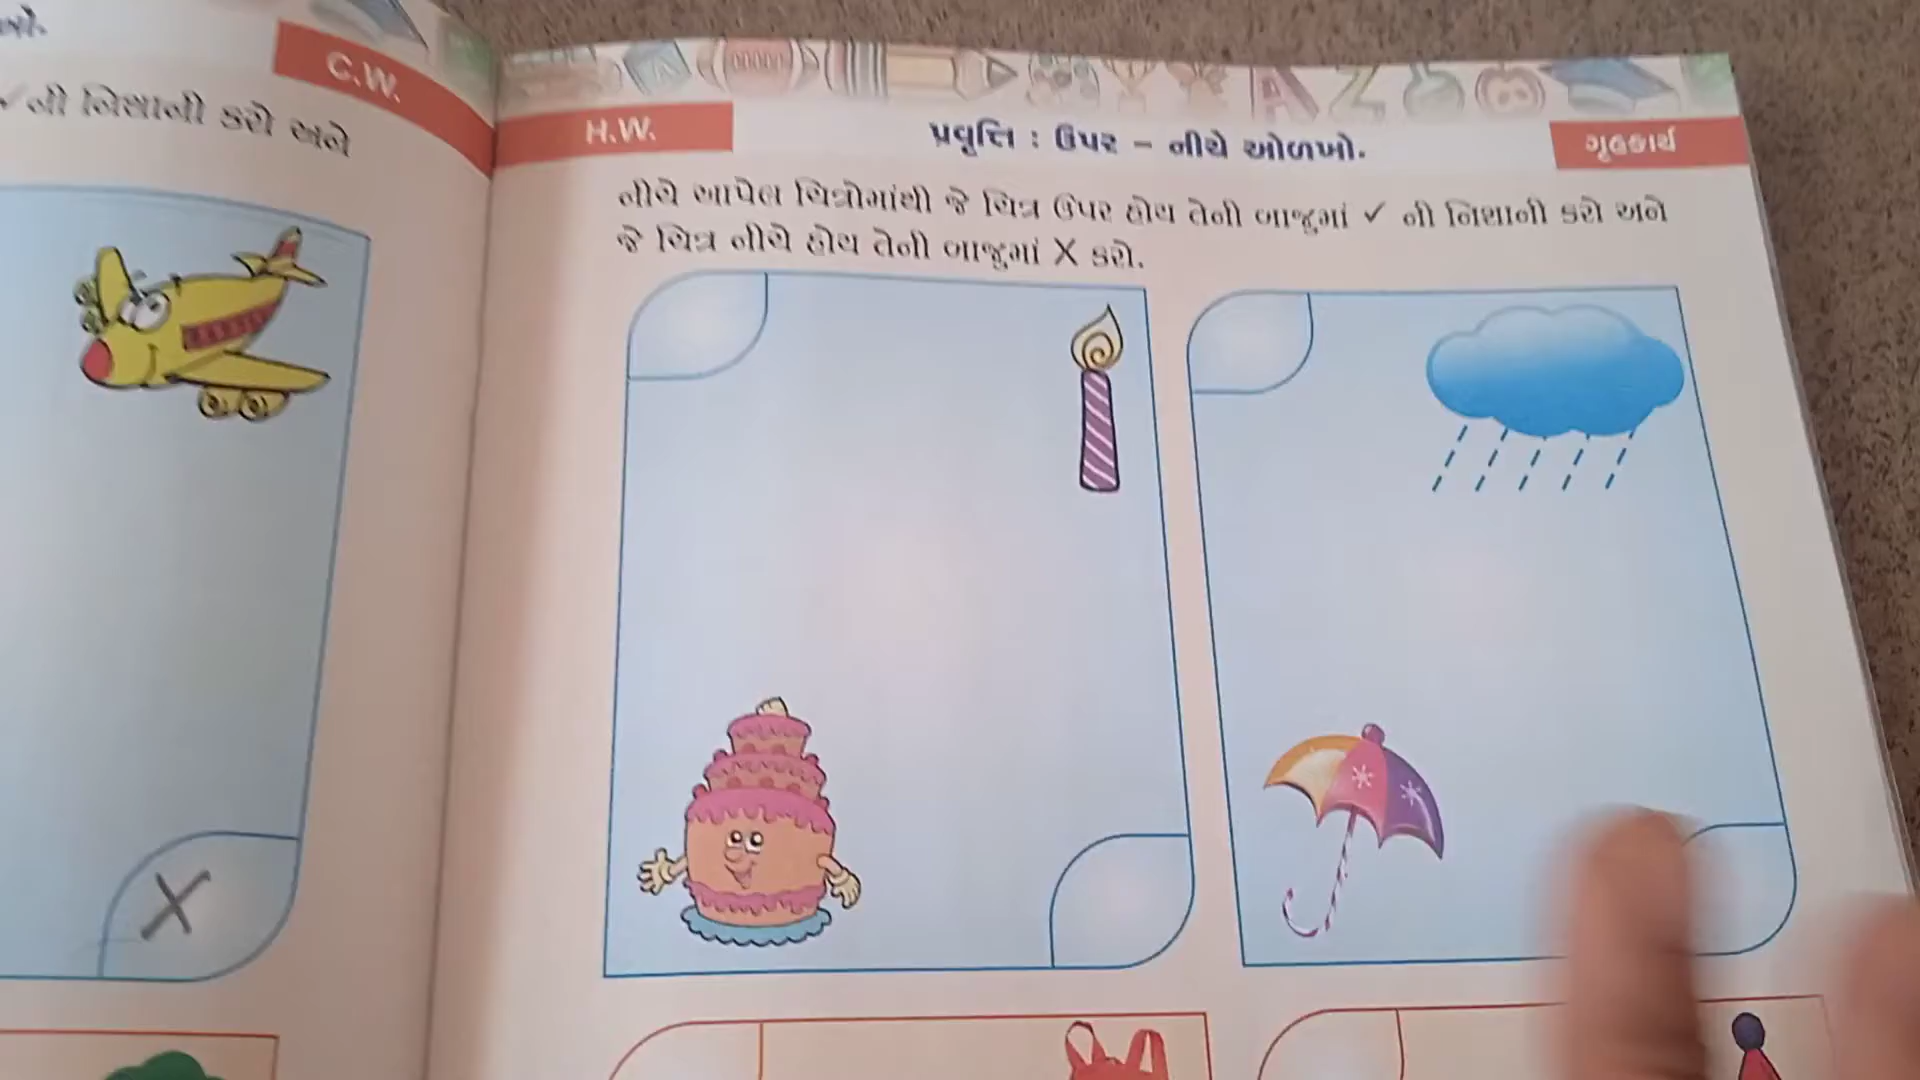 C.W.
✓ ની નિશાની કરો અને
X
H.W.
પ્રવૃત્તિ : ઉપર – નીચે ઓળખો.
ગૃહકાર્ય
નીચે આપેલ ચિત્રોમાંથી જે ચિત્ર ઉપર હોય તેની બાજુમાં ✓ ની નિશાની કરો અને
જે ચિત્ર નીચે હોય તેની બાજુમાં X કરો.